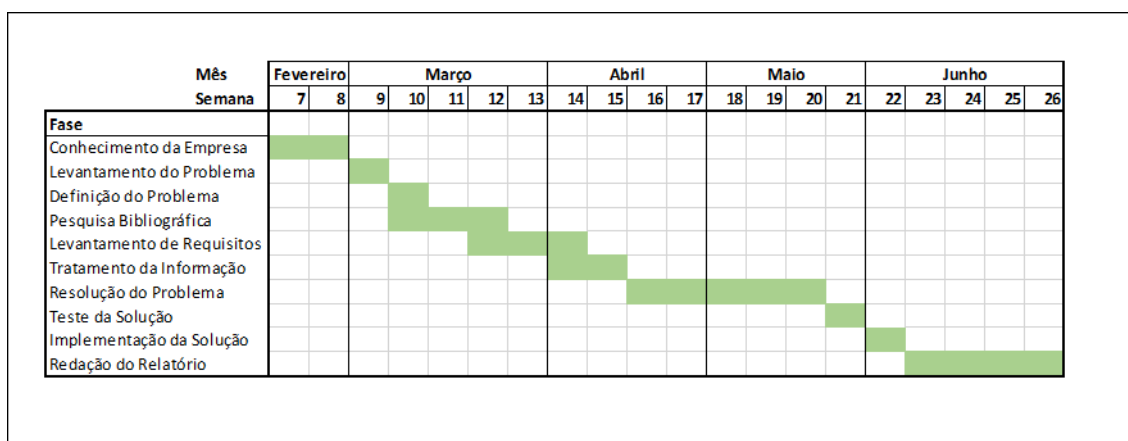 Mês Fevereiro Março Abril Maio Junho
Semana 7 8 9 10 11 12 13 14 15 16 17 18 19 20 21 22 23 24 25 26
Fase
Conhecimento da Empresa
Levantamento do Problema
Definição do Problema
Pesquisa Bibliográfica
Levantamento de Requisitos
Tratamento da Informação
Resolução do Problema
Teste da Solução
Implementação da Solução
Redação do Relatório